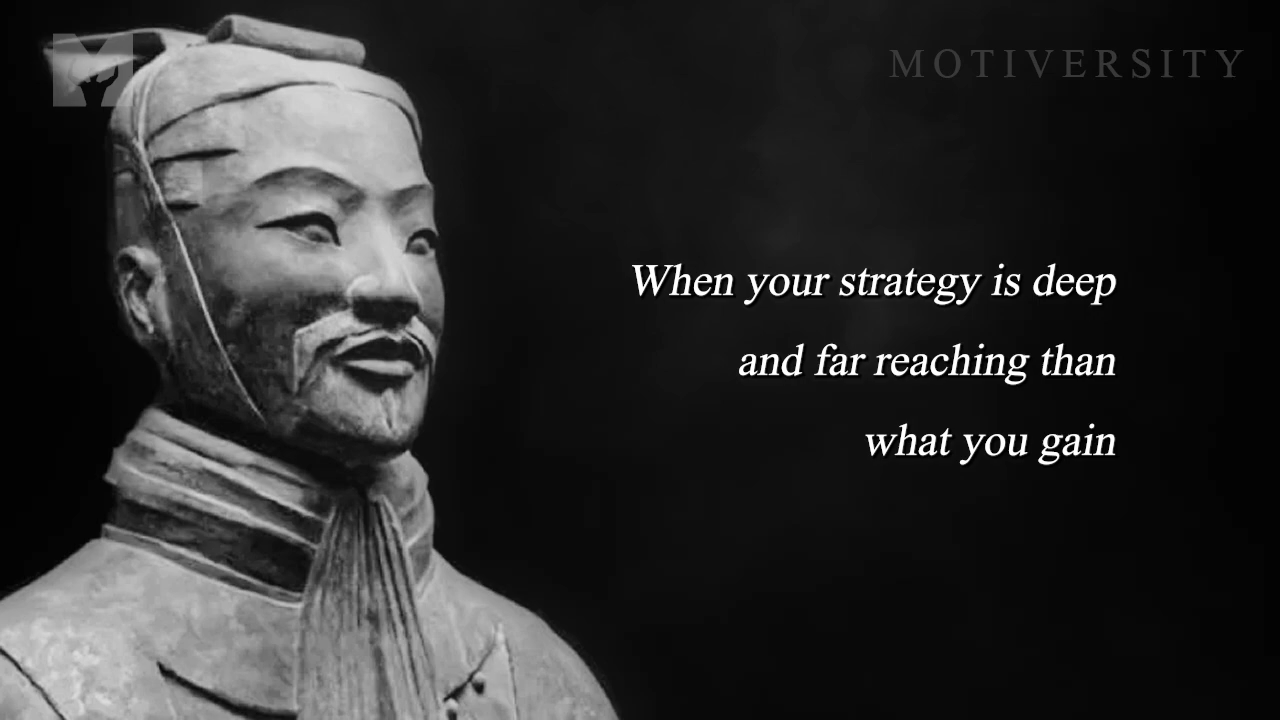 MOTIVERSITY
When your strategy is deep
and far reaching than
what you gain